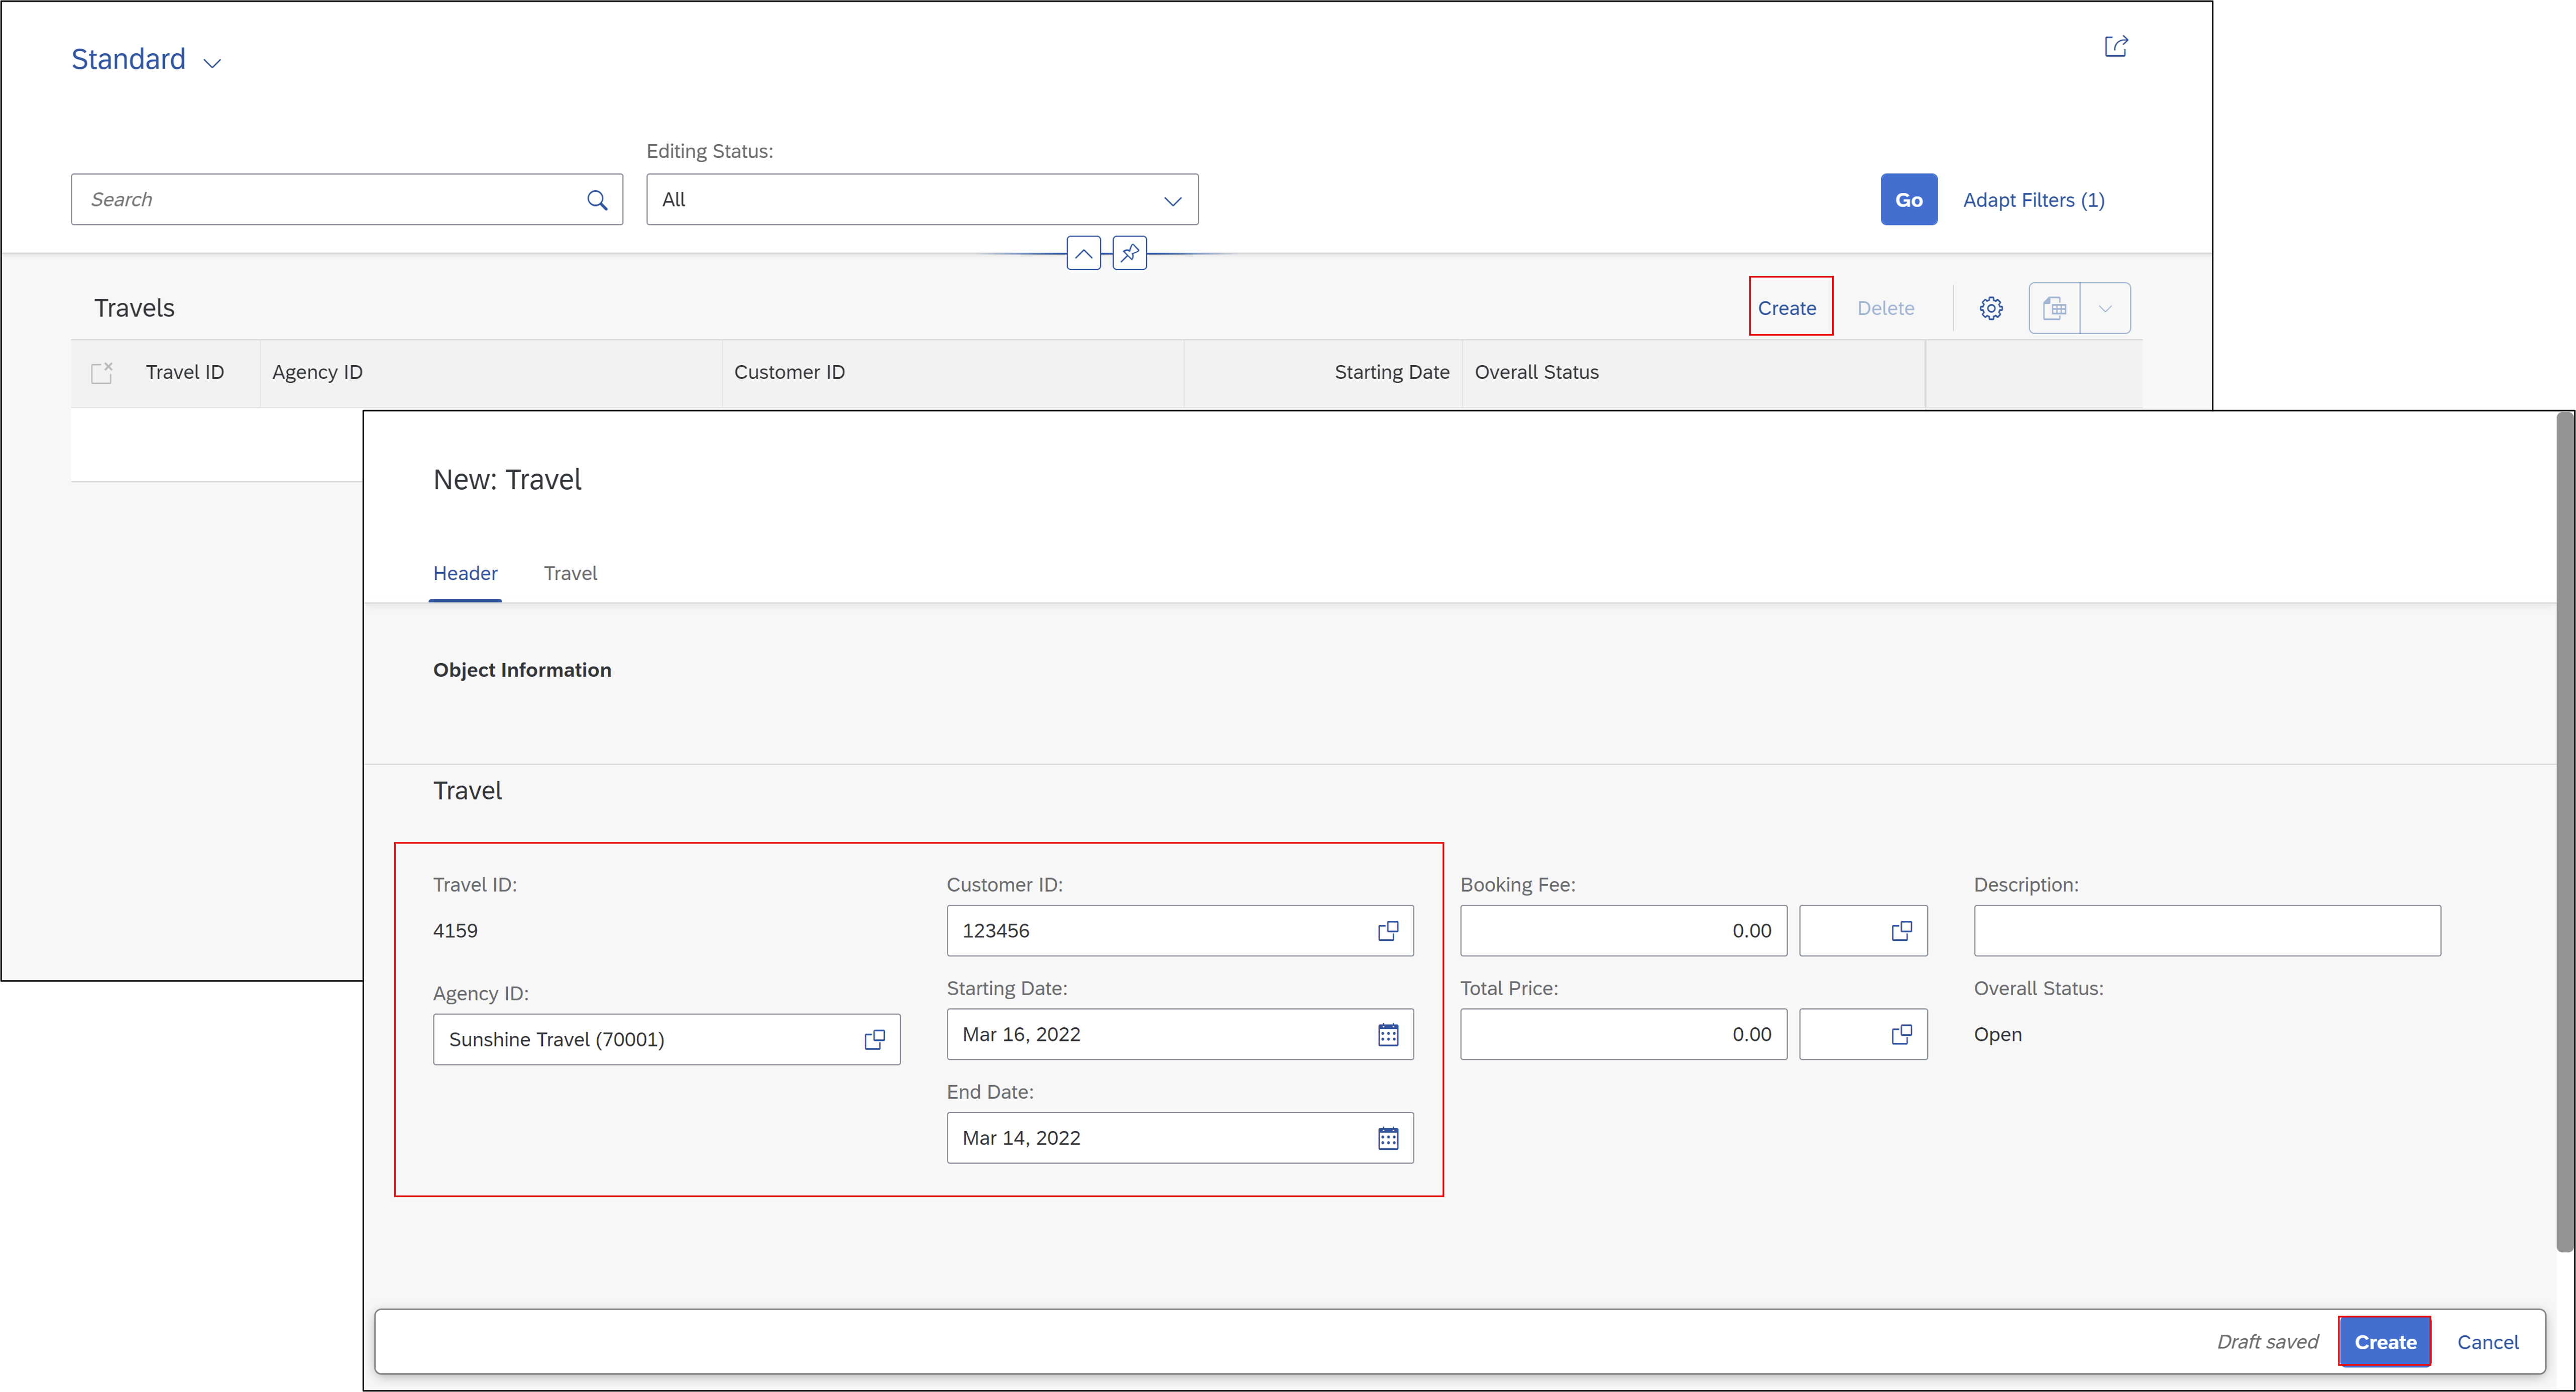 Standard
Editing Status:
Search
All
Go
Adapt Filters (1)
Travels
Create
Delete
Travel ID
Agency ID
Customer ID
Starting Date
Overall Status
New: Travel
Header
Travel
Object Information
Travel
Travel ID:
4159
Agency ID:
Sunshine Travel (70001)
Customer ID:
123456
Starting Date:
Mar 16, 2022
End Date:
Mar 14, 2022
Booking Fee:
0.00
Total Price:
0.00
Description:
Overall Status:
Open
Draft saved
Create
Cancel